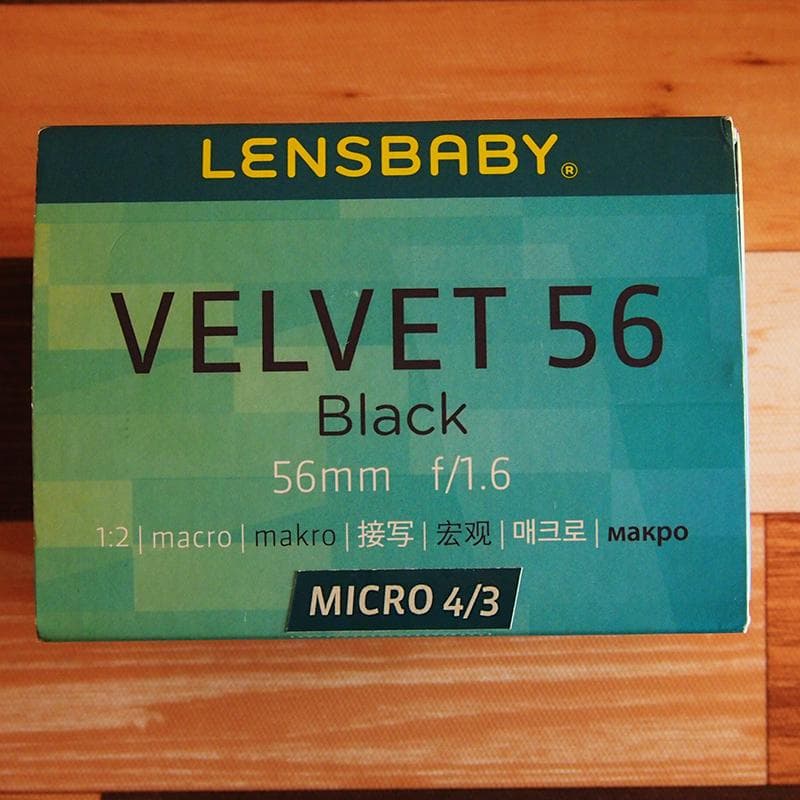 LENSBABY®
VELVET 56
Black
56mm f/1.6
1:2 | macro | makro | 接写 | 宏观 | 매크로 | макро
MICRO 4/3